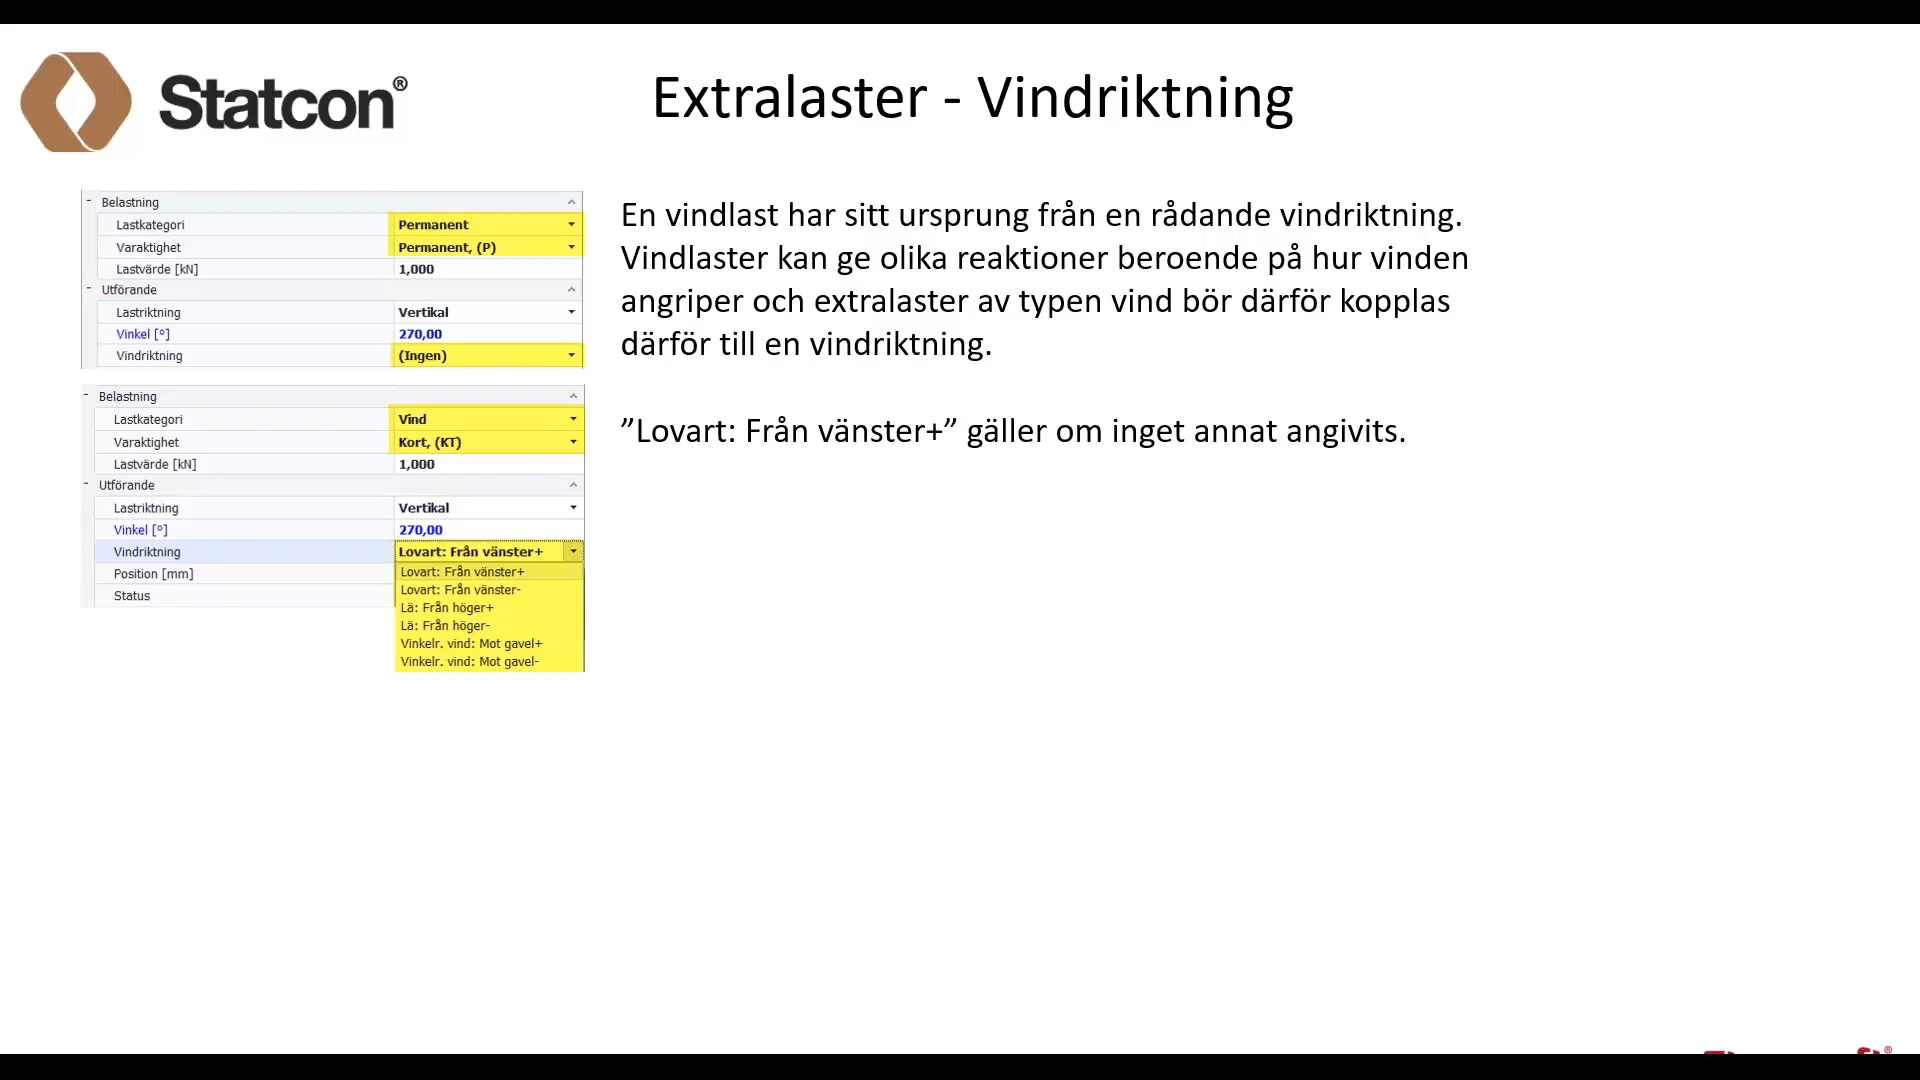 Statcon®
Extralaster - Vindriktning
Belastning
Lastkategori Permanent
Varaktighet Permanent, (P)
Lastvärde [kN] 1,000
Utförande
Lastriktning Vertikal
Vinkel [°] 270,00
Vindriktning (Ingen)
Belastning
Lastkategori Vind
Varaktighet Kort, (KT)
Lastvärde [kN] 1,000
Utförande
Lastriktning Vertikal
Vinkel [°] 270,00
Vindriktning Lovart: Från vänster+
Position [mm]
Status
Lovart: Från vänster+
Lovart: Från vänster-
Lä: Från höger+
Lä: Från höger-
Vinkelr. vind: Mot gavel+
Vinkelr. vind: Mot gavel-
En vindlast har sitt ursprung från en rådande vindriktning.
Vindlaster kan ge olika reaktioner beroende på hur vinden
angriper och extralaster av typen vind bör därför kopplas
därför till en vindriktning.
”Lovart: Från vänster+” gäller om inget annat angivits.